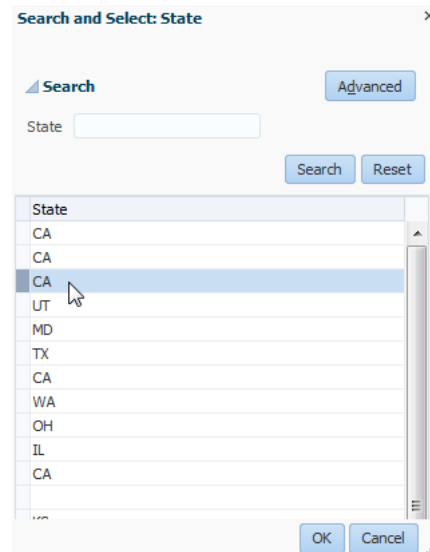 Search and Select: State
Search
Advanced
State
Search Reset
State
CA
CA
CA
UT
MD
TX
CA
WA
OH
IL
CA
OK Cancel